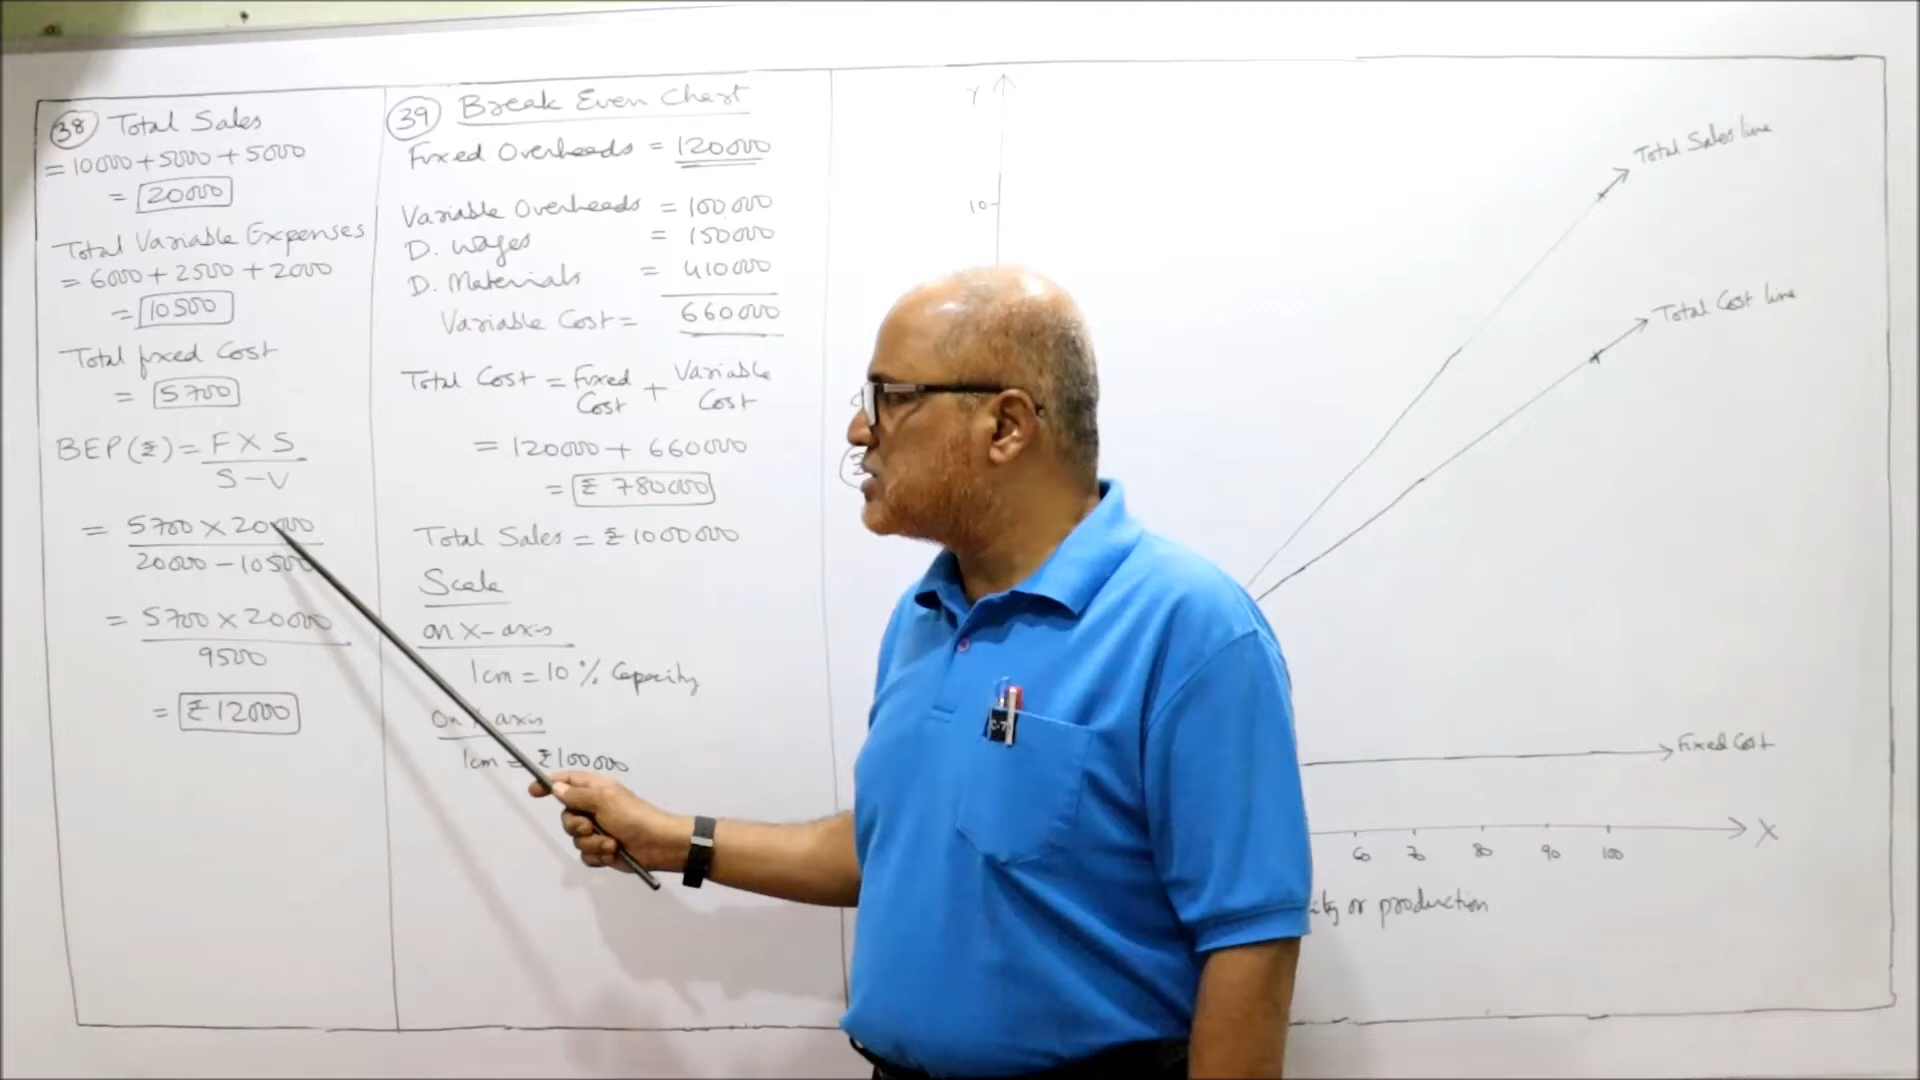 38 Total Sales
= 10000 + 5000 + 5000
= 20000
Total Variable Expenses
= 6000 + 2500 + 2000
= 10500
Total fixed Cost
= 5700
BEP (₹) = F X S
S - V
= 5700 x 20000
20000 - 10500
= 5700 x 20000
9500
= ₹ 12000
39 Break Even Chart
Fixed Overheads = 120000
Variable Overheads = 100,000
D. Wages = 150000
D. Materials = 410000
Variable Cost = 660000
Total Cost = Fixed Cost + Variable Cost
= 120000 + 660000
= ₹ 780000
Total Sales = ₹ 1000000
Scale
on X-axis
1cm = 10 % Capacity
On axis
1cm = ₹ 100000
Y
10
Total Sales line
Total Cost line
Fixed Cost
X
60 70 80 90 100
or production
C-7